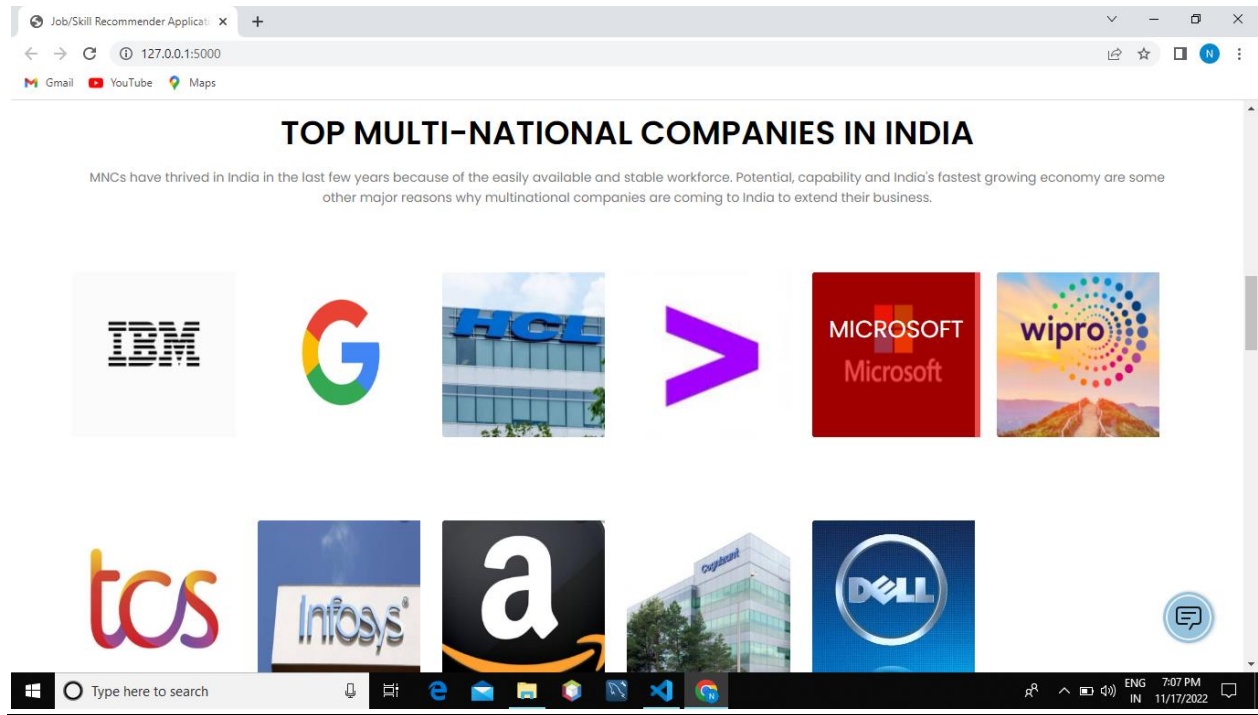 Job/Skill Recommender Applicati
127.0.0.1:5000
N
Gmail
YouTube
Maps
TOP MULTI-NATIONAL COMPANIES IN INDIA
MNCs have thrived in India in the last few years because of the easily available and stable workforce. Potential, capability and India's fastest growing economy are some
other major reasons why multinational companies are coming to India to extend their business.
IBM
G
HCL
MICROSOFT
Microsoft
wipro
tcs
Infosys
a
Cognizant
DELL
Type here to search
ENG
IN
7:07 PM
11/17/2022